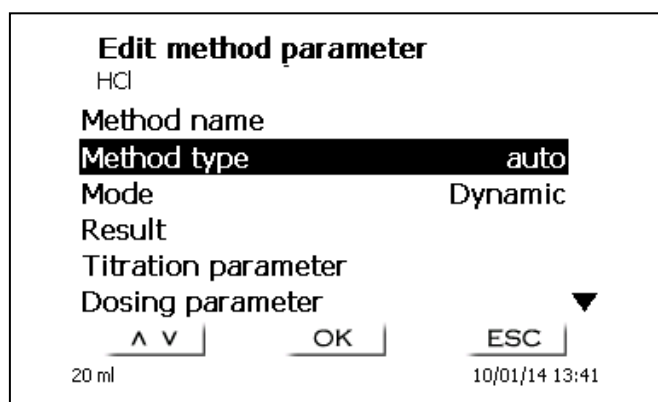 Edit method parameter
HCl
Method name
Method type auto
Mode Dynamic
Result
Titration parameter
Dosing parameter ▼
∧ ∨ OK ESC
20 ml 10/01/14 13:41